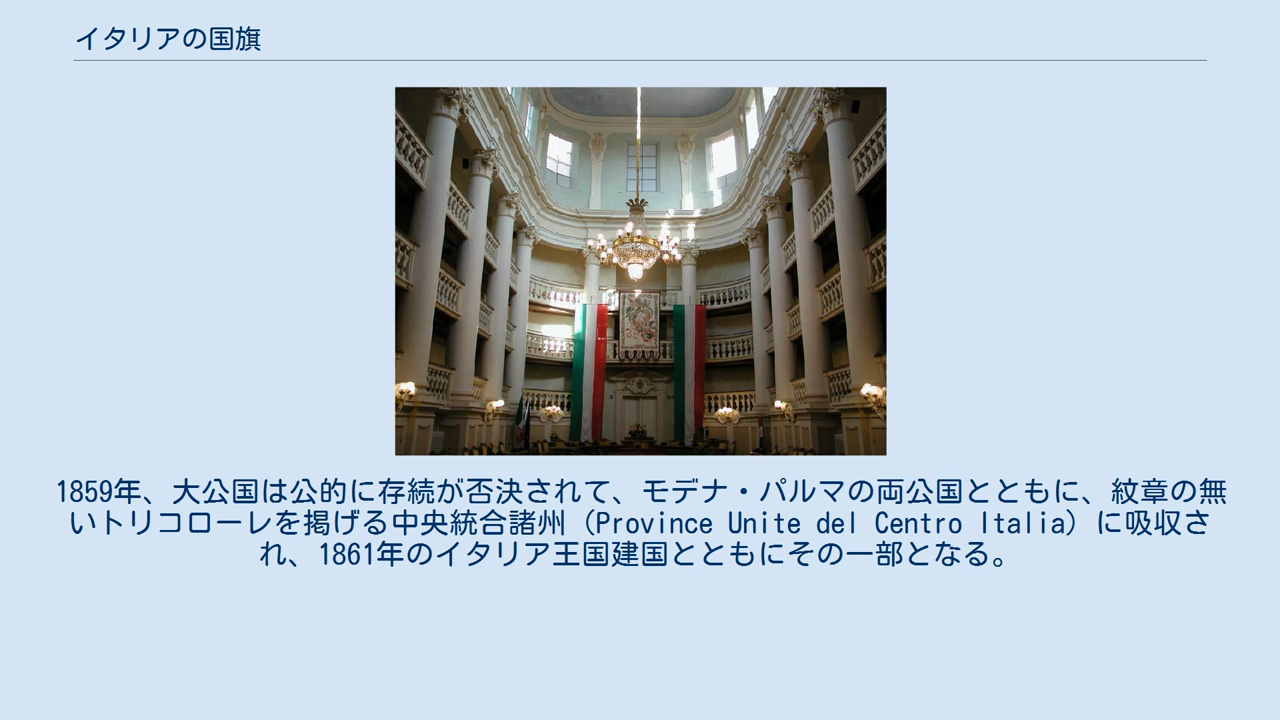 イタリアの国旗
1859年、大公国は公的に存続が否決されて、モデナ・パルマの両公国とともに、紋章の無
いトリコローレを掲げる中央統合諸州（Province Unite del Centro Italia）に吸収さ
れ、1861年のイタリア王国建国とともにその一部となる。